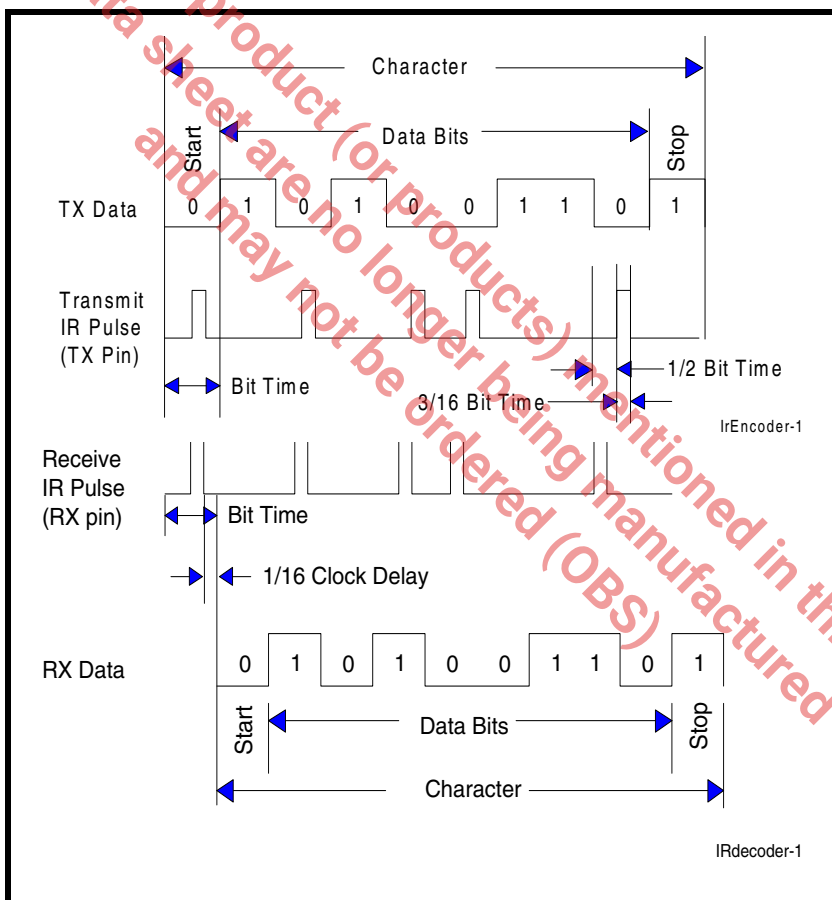 product (or products) mentioned in th
ta sheet are no longer being manufactured
and may not be ordered (OBS)
Character
Start
Data Bits
Stop
TX Data
0 1 0 1 0 0 1 1 0 1
Transmit
IR Pulse
(TX Pin)
Bit Time
1/2 Bit Time
3/16 Bit Time
IrEncoder-1
Receive
IR Pulse
(RX pin)
Bit Time
1/16 Clock Delay
RX Data
0 1 0 1 0 0 1 1 0 1
Start
Data Bits
Stop
Character
IRdecoder-1